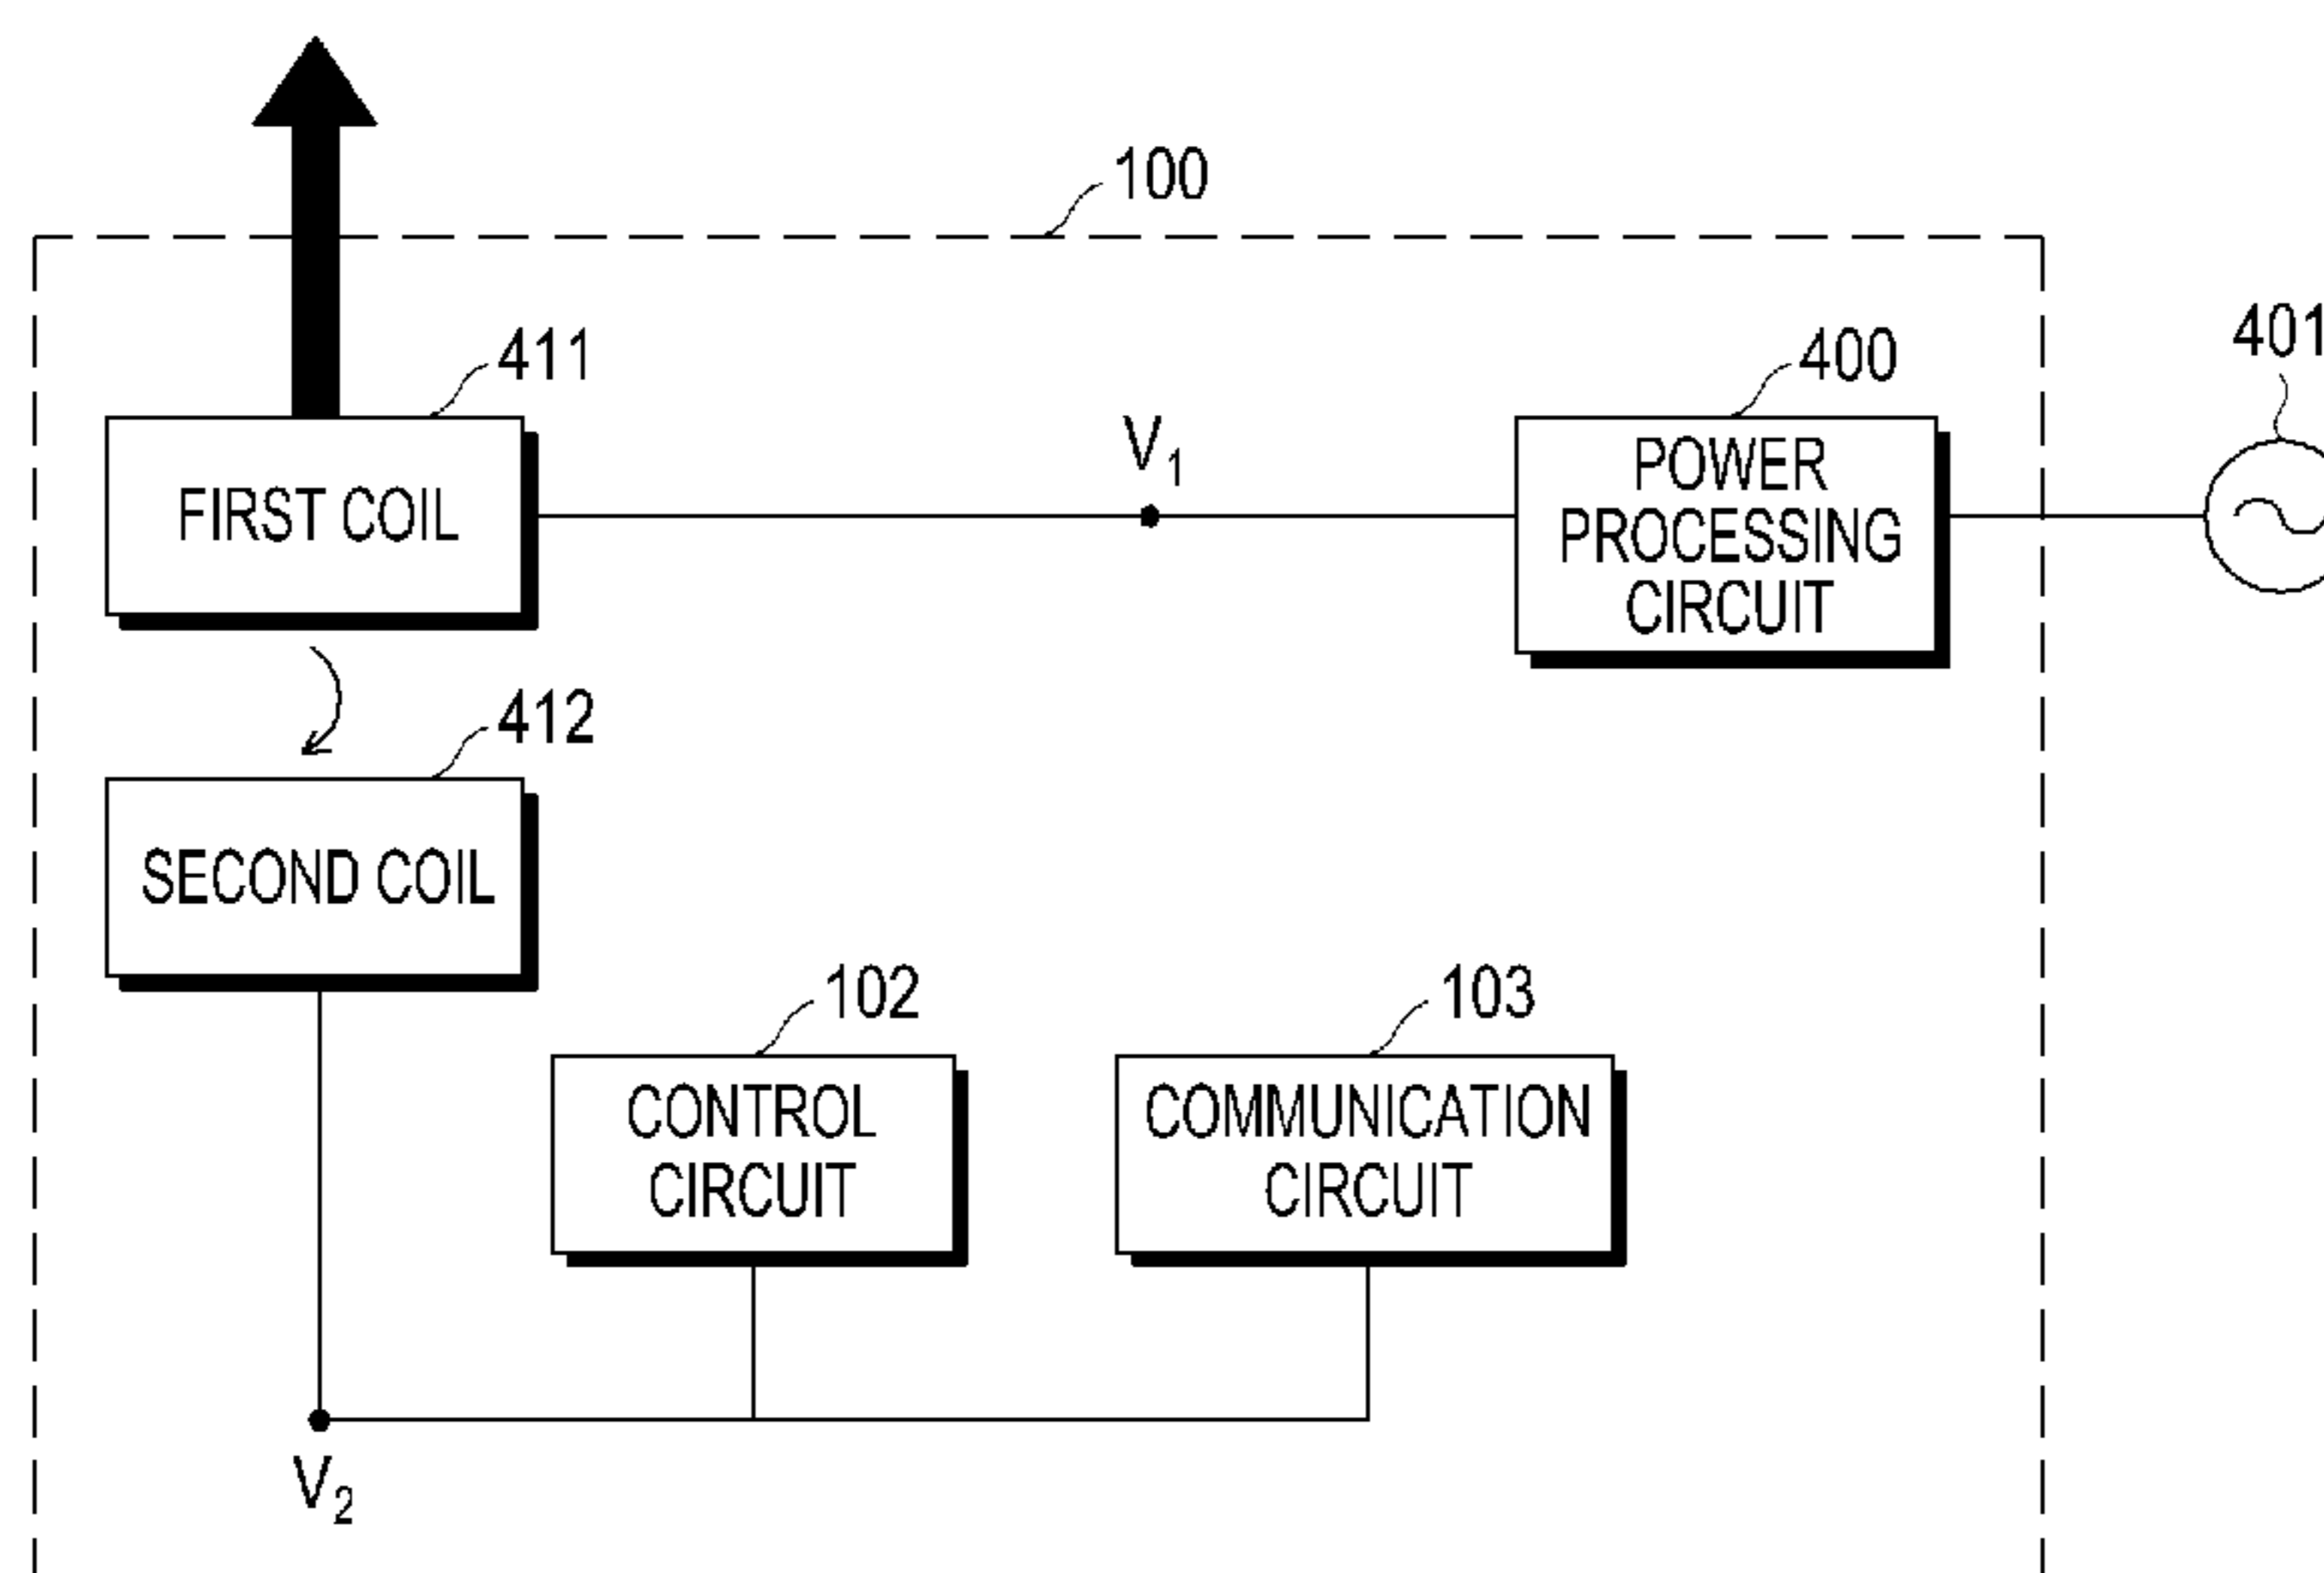 100
401
411
400
V1
FIRST COIL
POWER
PROCESSING
CIRCUIT
412
SECOND COIL
102
103
CONTROL
CIRCUIT
COMMUNICATION
CIRCUIT
V2